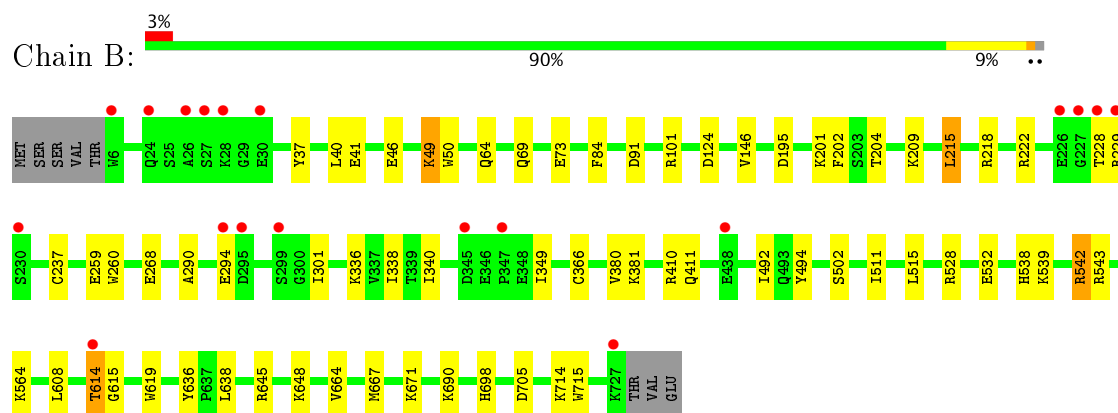 3%
Chain B:
90%
9%
••
MET SER SER VAL THR W6 Q24 S25 A26 S27 K28 G29 E30 Y37 L40 E41 E46 K49 W50 Q64 Q69 E73 F84 D91 R101 D124 V146 D195 K201 F202 S203 T204 K209 L215 R218 R222 E226 G227 T228 R229
S230 C237 E259 W260 E268 A290 E294 D295 S299 G300 I301 K336 V337 I338 T339 I340 D345 E346 P347 E348 I349 C366 V380 K381 R410 Q411 E438 I492 Q493 Y494 S502 I511 L515 R528 E532 H538 K539 R542 R543
K564 L608 T614 G615 W619 Y636 P637 L638 R645 K648 V664 M667 K671 K690 H698 D705 K714 W715 K727 THR VAL GLU